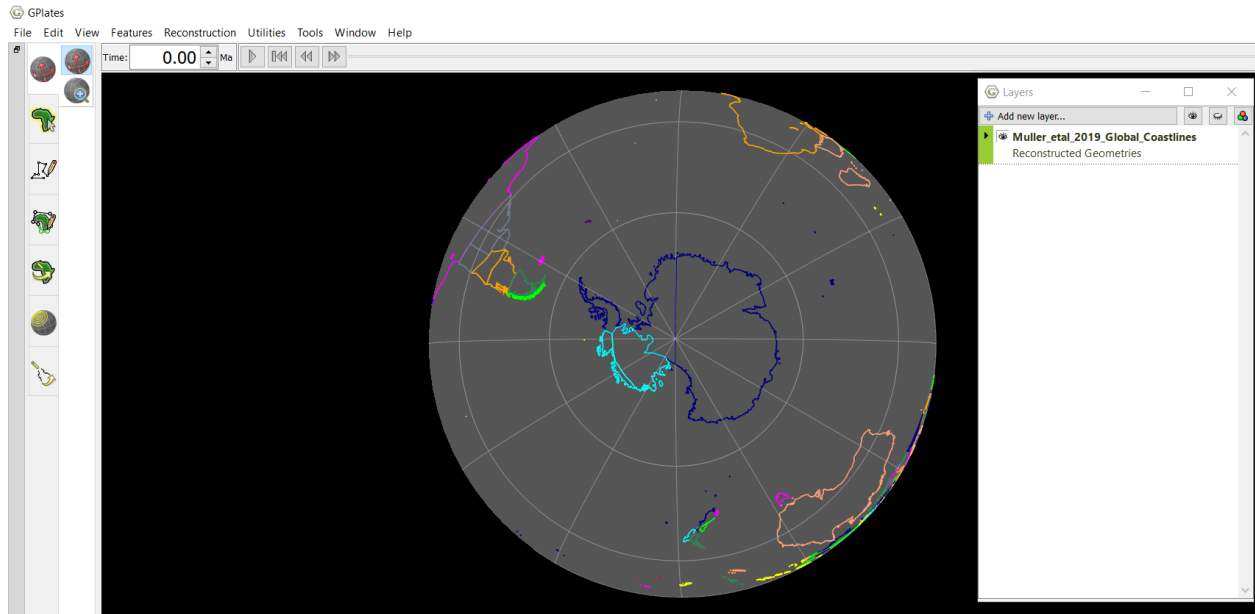 GPlates
File Edit View Features Reconstruction Utilities Tools Window Help
Time: 0.00 Ma
Layers
Add new layer...
Muller_etal_2019_Global_Coastlines
Reconstructed Geometries